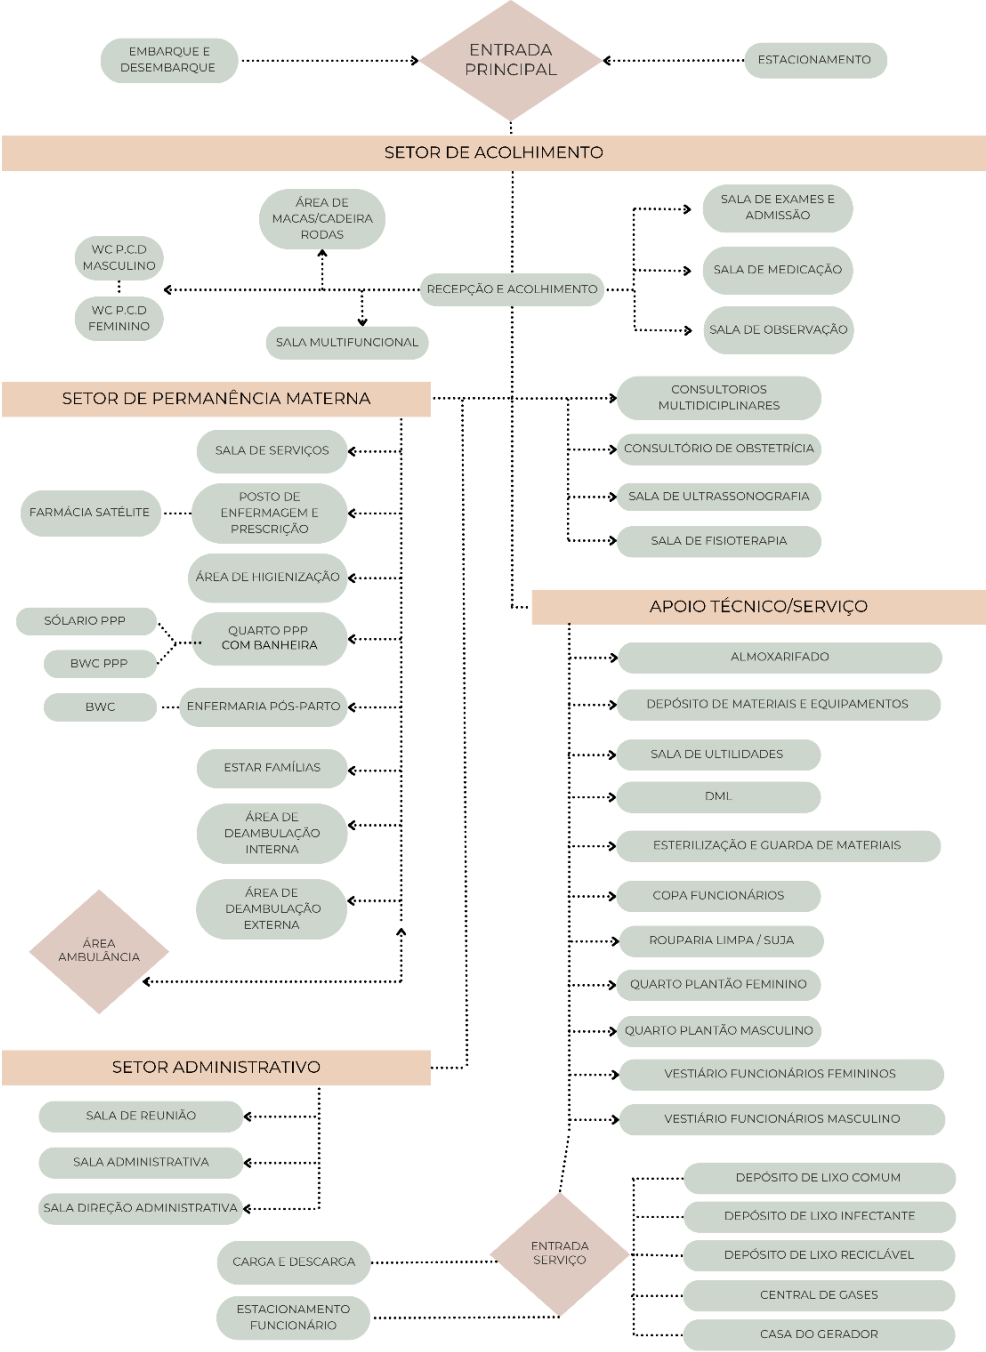 EMBARQUE E
DESEMBARQUE
ENTRADA
PRINCIPAL
ESTACIONAMENTO
SETOR DE ACOLHIMENTO
ÁREA DE
MACAS/CADEIRA
RODAS
WC P.C.D
MASCULINO
WC P.C.D
FEMININO
RECEPÇÃO E ACOLHIMENTO
SALA MULTIFUNCIONAL
SALA DE EXAMES E
ADMISSÃO
SALA DE MEDICAÇÃO
SALA DE OBSERVAÇÃO
SETOR DE PERMANÊNCIA MATERNA
CONSULTORIOS
MULTIDICIPLINARES
CONSULTÓRIO DE OBSTETRÍCIA
SALA DE ULTRASSONOGRAFIA
SALA DE FISIOTERAPIA
SALA DE SERVIÇOS
FARMÁCIA SATÉLITE
POSTO DE
ENFERMAGEM E
PRESCRIÇÃO
ÁREA DE HIGIENIZAÇÃO
SÓLARIO PPP
BWC PPP
QUARTO PPP
COM BANHEIRA
BWC
ENFERMARIA PÓS-PARTO
ESTAR FAMÍLIAS
ÁREA DE
DEAMBULAÇÃO
INTERNA
ÁREA DE
DEAMBULAÇÃO
EXTERNA
ÁREA
AMBULÂNCIA
APOIO TÉCNICO/SERVIÇO
ALMOXARIFADO
DEPÓSITO DE MATERIAIS E EQUIPAMENTOS
SALA DE ULTILIDADES
DML
ESTERILIZAÇÃO E GUARDA DE MATERIAIS
COPA FUNCIONÁRIOS
ROUPARIA LIMPA / SUJA
QUARTO PLANTÃO FEMININO
QUARTO PLANTÃO MASCULINO
VESTIÁRIO FUNCIONÁRIOS FEMININOS
VESTIÁRIO FUNCIONÁRIOS MASCULINO
SETOR ADMINISTRATIVO
SALA DE REUNIÃO
SALA ADMINISTRATIVA
SALA DIREÇÃO ADMINISTRATIVA
CARGA E DESCARGA
ESTACIONAMENTO
FUNCIONÁRIO
ENTRADA
SERVIÇO
DEPÓSITO DE LIXO COMUM
DEPÓSITO DE LIXO INFECTANTE
DEPÓSITO DE LIXO RECICLÁVEL
CENTRAL DE GASES
CASA DO GERADOR